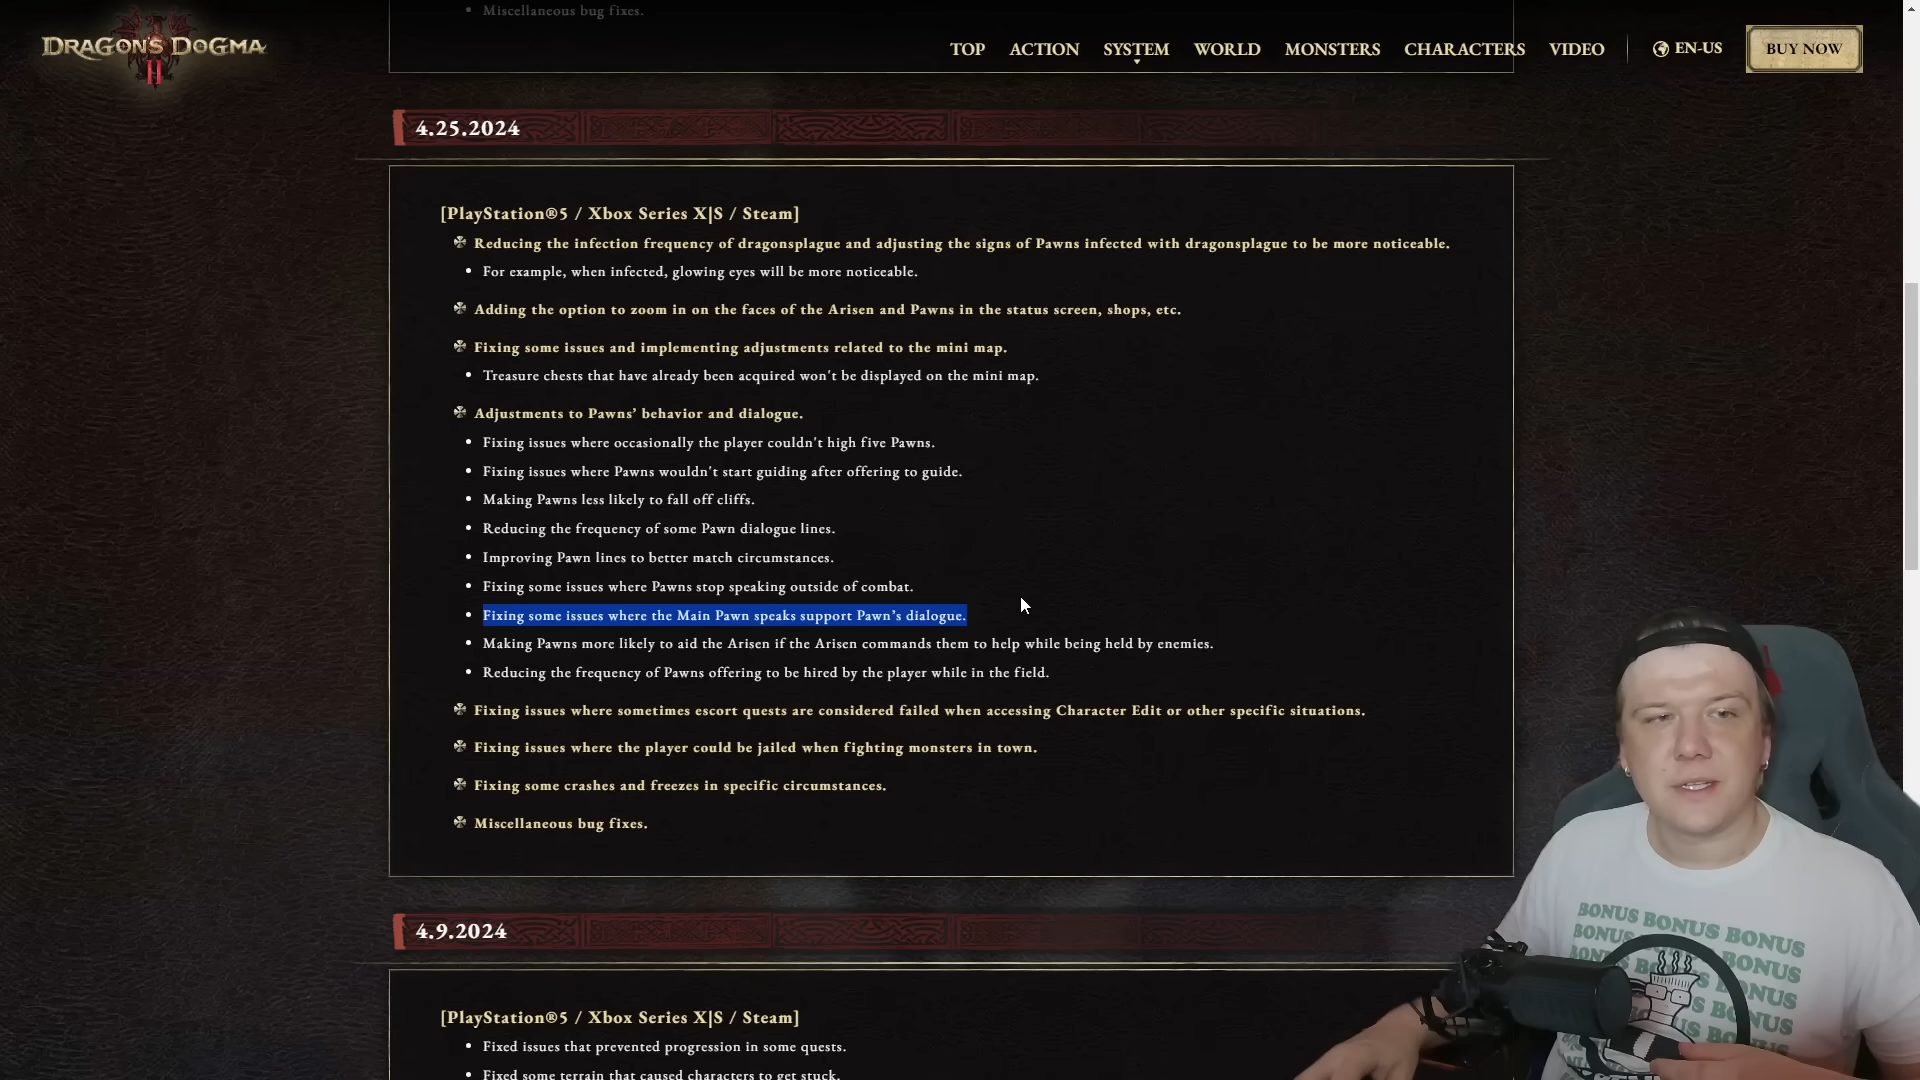 Miscellaneous bug fixes.
DRAGON'S DOGMA
II
TOP ACTION SYSTEM WORLD MONSTERS CHARACTERS VIDEO EN-US BUY NOW
4.25.2024
[PlayStation®5 / Xbox Series X|S / Steam]
Reducing the infection frequency of dragonsplague and adjusting the signs of Pawns infected with dragonsplague to be more noticeable.
For example, when infected, glowing eyes will be more noticeable.
Adding the option to zoom in on the faces of the Arisen and Pawns in the status screen, shops, etc.
Fixing some issues and implementing adjustments related to the mini map.
Treasure chests that have already been acquired won't be displayed on the mini map.
Adjustments to Pawns’ behavior and dialogue.
Fixing issues where occasionally the player couldn't high five Pawns.
Fixing issues where Pawns wouldn't start guiding after offering to guide.
Making Pawns less likely to fall off cliffs.
Reducing the frequency of some Pawn dialogue lines.
Improving Pawn lines to better match circumstances.
Fixing some issues where Pawns stop speaking outside of combat.
Fixing some issues where the Main Pawn speaks support Pawn’s dialogue.
Making Pawns more likely to aid the Arisen if the Arisen commands them to help while being held by enemies.
Reducing the frequency of Pawns offering to be hired by the player while in the field.
Fixing issues where sometimes escort quests are considered failed when accessing Character Edit or other specific situations.
Fixing issues where the player could be jailed when fighting monsters in town.
Fixing some crashes and freezes in specific circumstances.
Miscellaneous bug fixes.
4.9.2024
[PlayStation®5 / Xbox Series X|S / Steam]
Fixed issues that prevented progression in some quests.
Fixed some terrain that caused characters to get stuck.
BONUS BONUS BONUS
BONUS BONUS
BONUS
BONUS